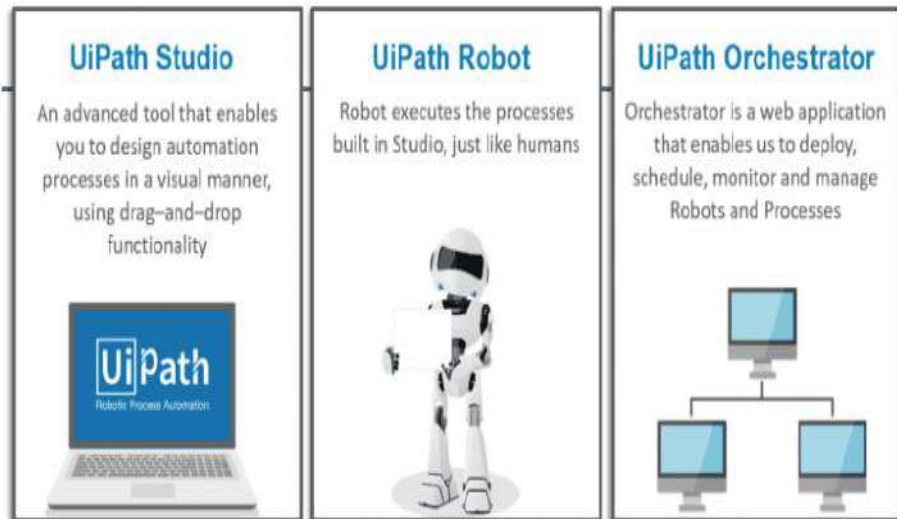 UiPath Studio
An advanced tool that enables
you to design automation
processes in a visual manner,
using drag–and–drop
functionality
UiPath
Robotic Process Automation
UiPath Robot
Robot executes the processes
built in Studio, just like humans
UiPath Orchestrator
Orchestrator is a web application
that enables us to deploy,
schedule, monitor and manage
Robots and Processes